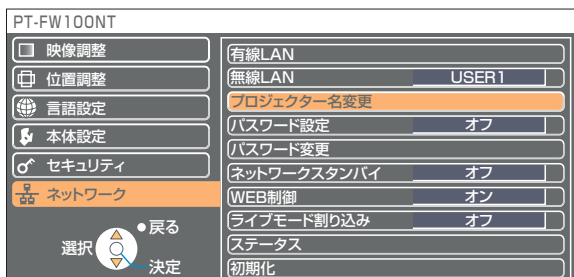 PT-FW100NT
映像調整
位置調整
言語設定
本体設定
セキュリティ
ネットワーク
戻る
選択
決定
有線LAN
無線LAN USER1
プロジェクター名変更
パスワード設定 オフ
パスワード変更
ネットワークスタンバイ オフ
WEB制御 オン
ライブモード割り込み オフ
ステータス
初期化